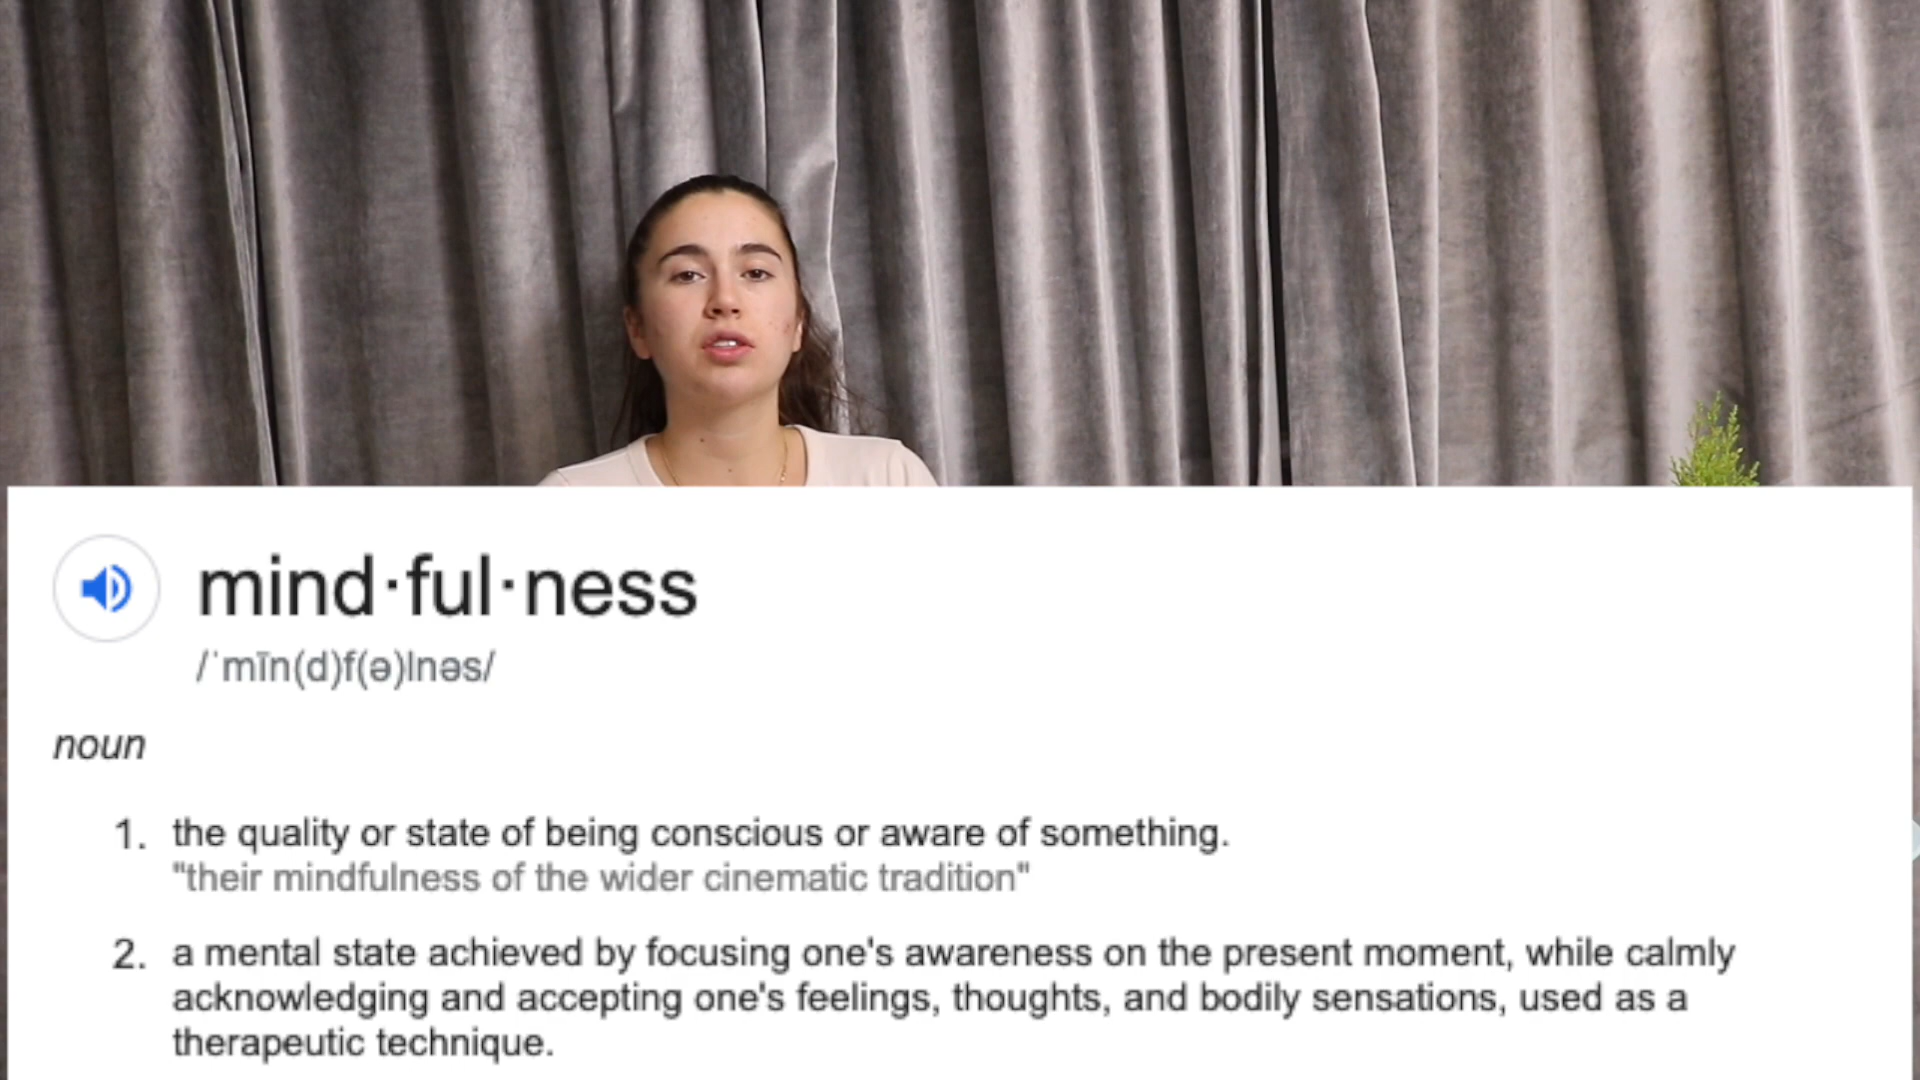 mind·ful·ness
/ˈmīn(d)f(ə)lnəs/
noun
1. the quality or state of being conscious or aware of something.
"their mindfulness of the wider cinematic tradition"
2. a mental state achieved by focusing one's awareness on the present moment, while calmly
acknowledging and accepting one's feelings, thoughts, and bodily sensations, used as a
therapeutic technique.